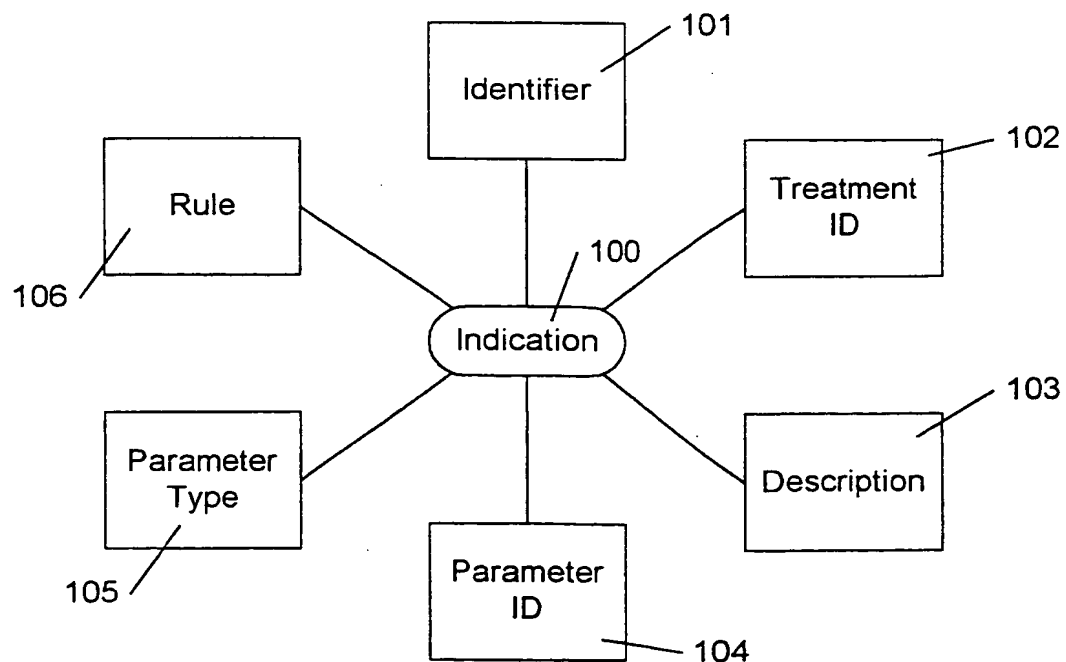 101
Identifier
102
Treatment
ID
Rule
106
100
Indication
103
Description
Parameter
Type
105
Parameter
ID
104